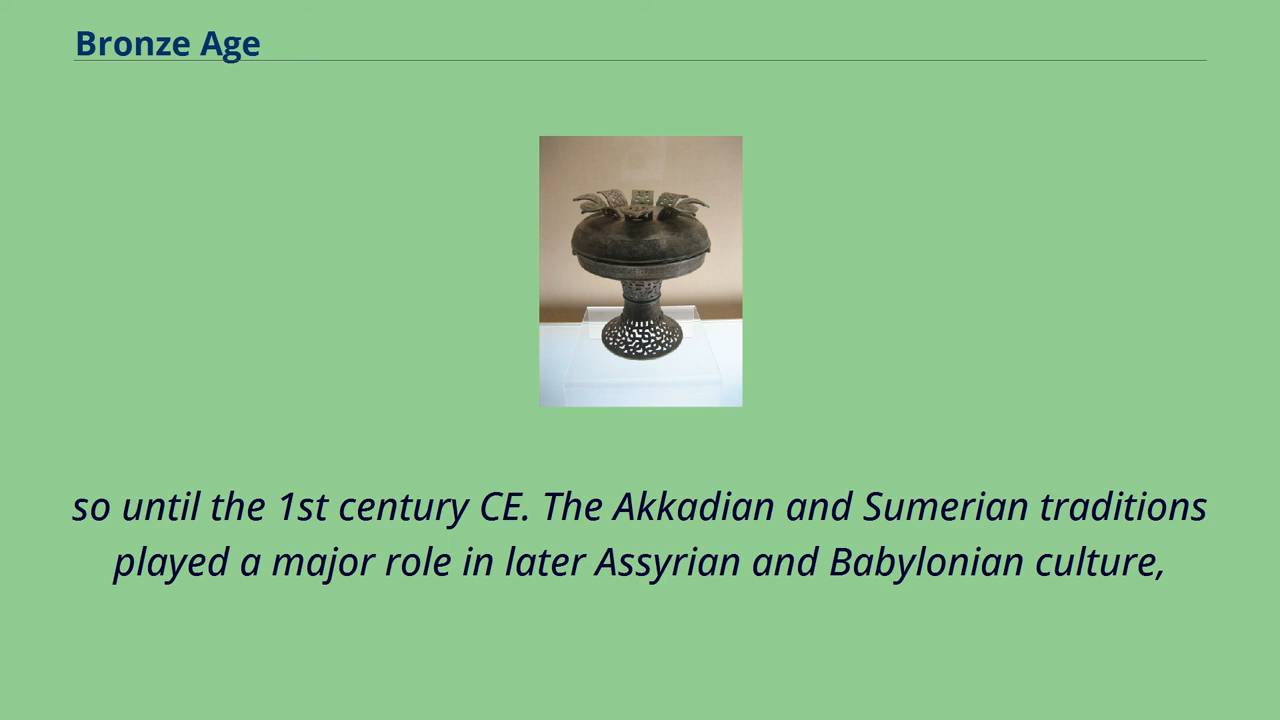 Bronze Age
so until the 1st century CE. The Akkadian and Sumerian traditions
played a major role in later Assyrian and Babylonian culture,